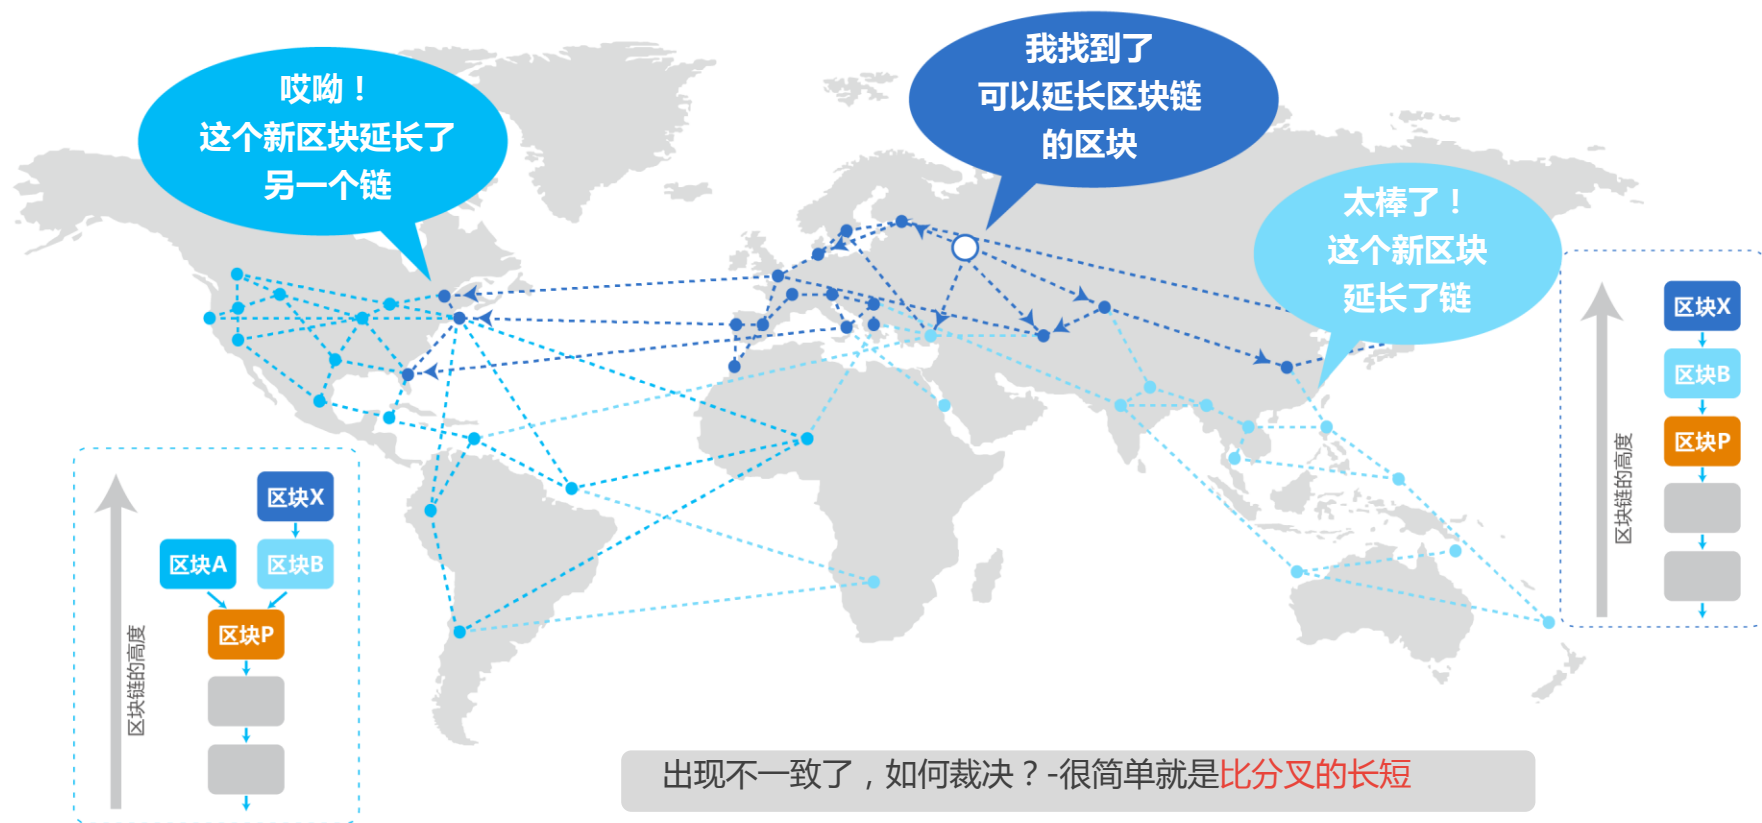 哎呦！
这个新区块延长了
另一个链
我找到了
可以延长区块链
的区块
太棒了！
这个新区块
延长了链
区块X
区块B
区块P
区块链的高度
区块X
区块A
区块B
区块P
区块链的高度
出现不一致了，如何裁决？-很简单就是比分叉的长短